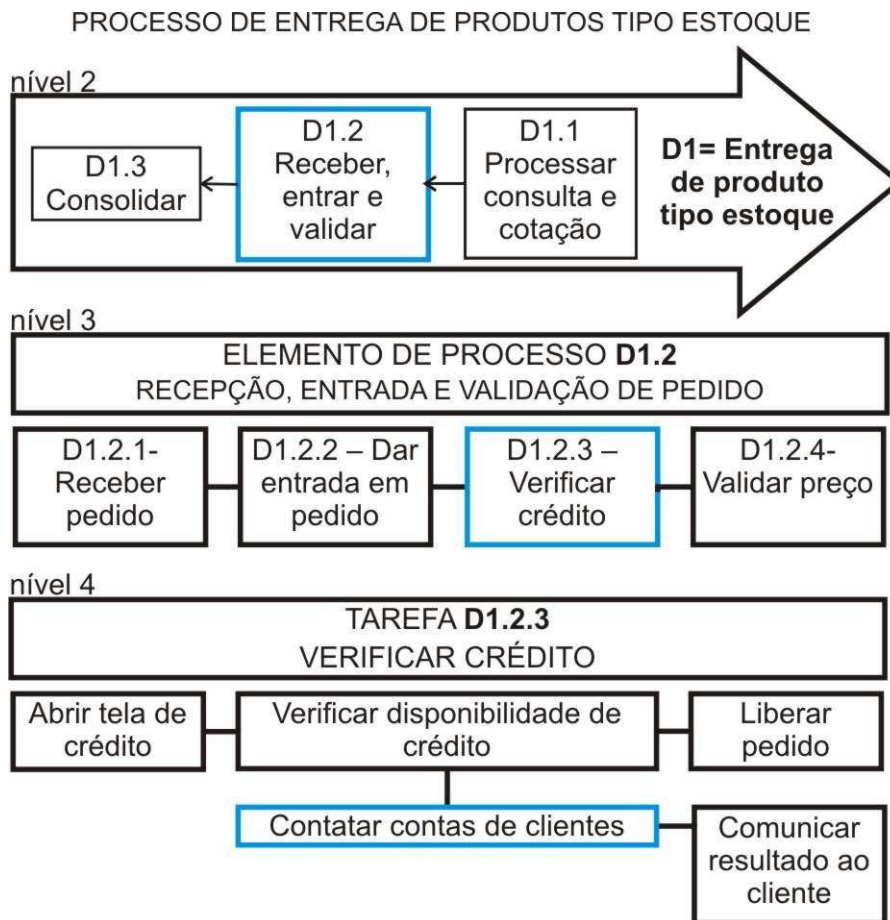 PROCESSO DE ENTREGA DE PRODUTOS TIPO ESTOQUE
nível 2
D1.3
Consolidar
D1.2
Receber,
entrar e
validar
D1.1
Processar
consulta e
cotação
D1= Entrega
de produto
tipo estoque
nível 3
ELEMENTO DE PROCESSO D1.2
RECEPÇÃO, ENTRADA E VALIDAÇÃO DE PEDIDO
D1.2.1-
Receber
pedido
D1.2.2 – Dar
entrada em
pedido
D1.2.3 –
Verificar
crédito
D1.2.4-
Validar preço
nível 4
TAREFA D1.2.3
VERIFICAR CRÉDITO
Abrir tela de
crédito
Verificar disponibilidade de
crédito
Liberar
pedido
Contatar contas de clientes
Comunicar
resultado ao
cliente